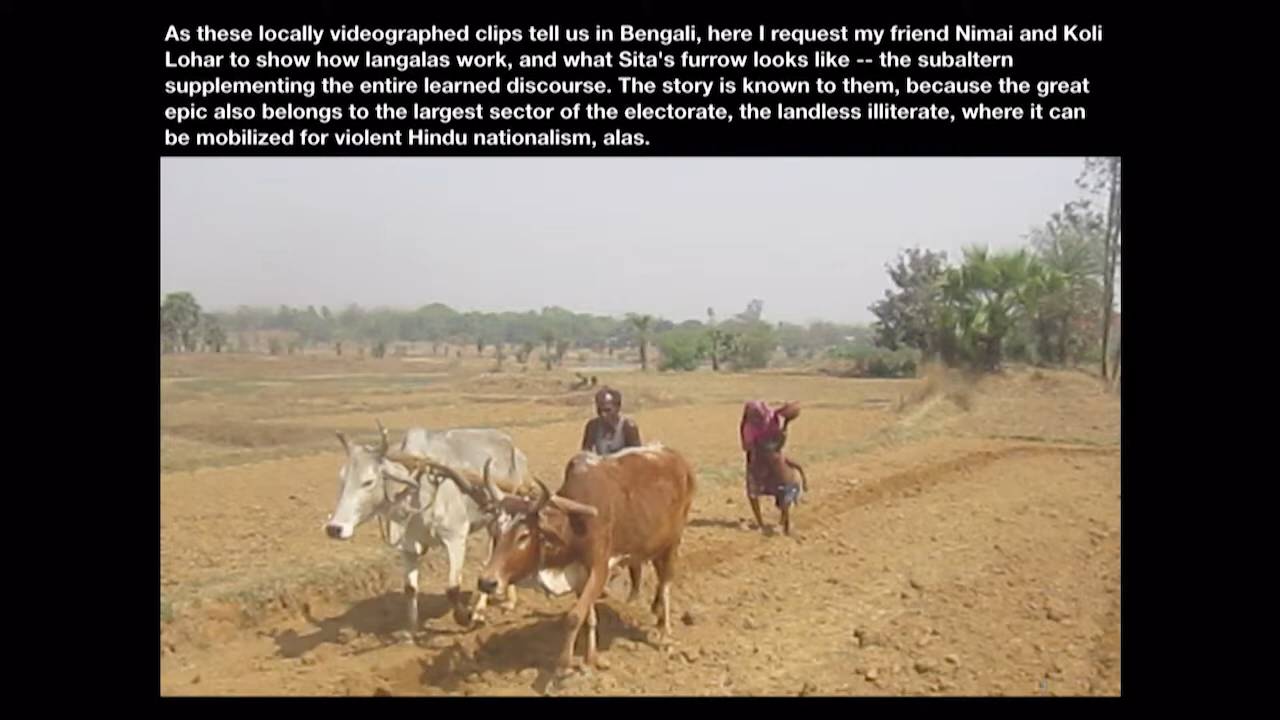 As these locally videographed clips tell us in Bengali, here I request my friend Nimai and Koli
Lohar to show how langalas work, and what Sita's furrow looks like -- the subaltern
supplementing the entire learned discourse. The story is known to them, because the great
epic also belongs to the largest sector of the electorate, the landless illiterate, where it can
be mobilized for violent Hindu nationalism, alas.